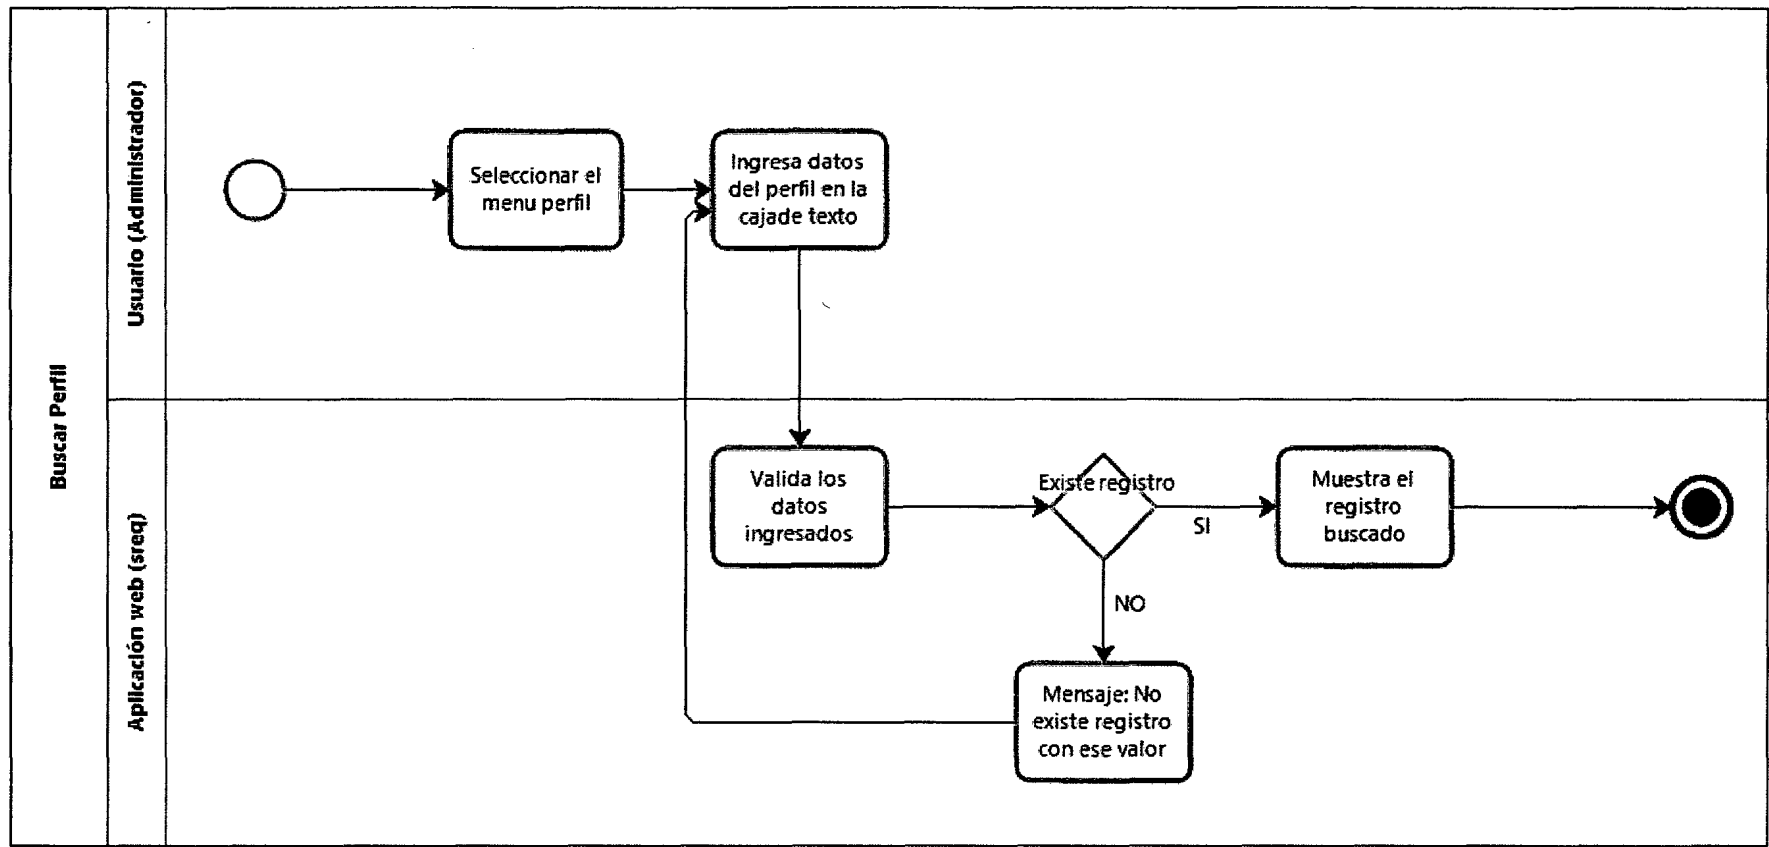 Buscar Perfil
Usuario (Administrador)
Seleccionar el
menu perfil
Ingresa datos
del perfil en la
cajade texto
Aplicación web (sreq)
Valida los
datos
ingresados
Existe registro
SI
Muestra el
registro
buscado
NO
Mensaje: No
existe registro
con ese valor